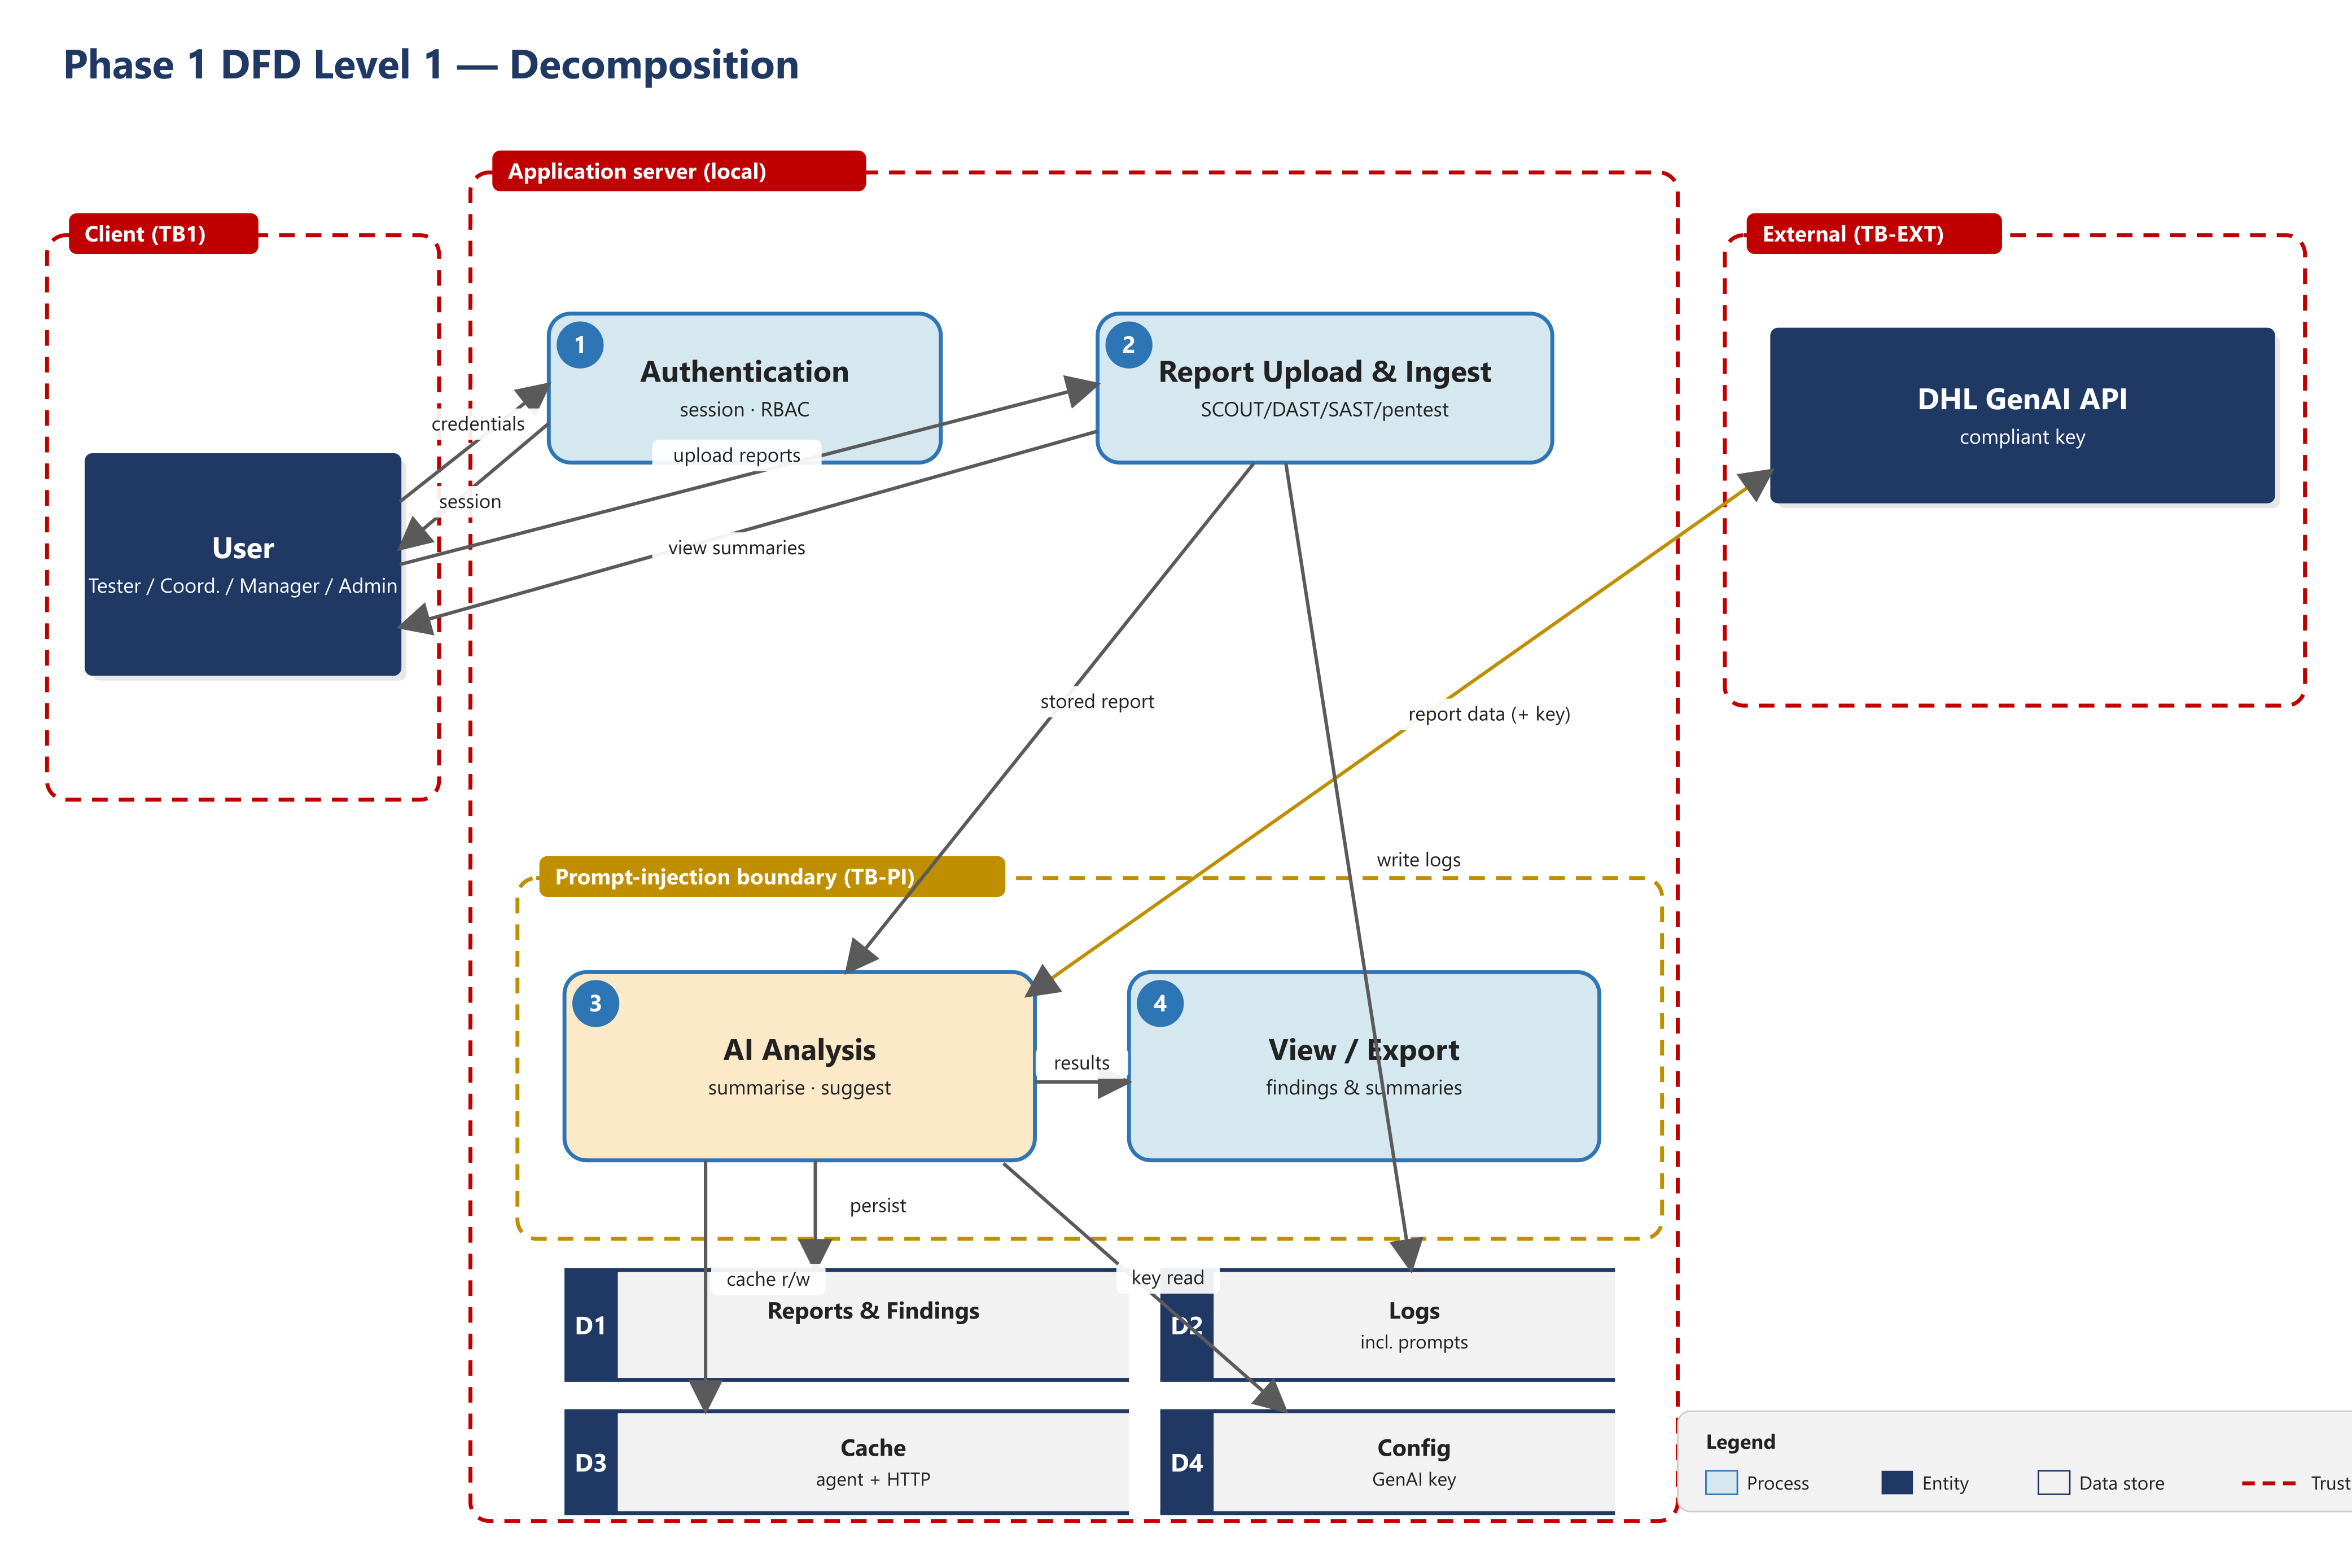 Phase 1 DFD Level 1 — Decomposition
Application server (local)
Client (TB1)
External (TB-EXT)
1
Authentication
session · RBAC
2
Report Upload & Ingest
SCOUT/DAST/SAST/pentest
DHL GenAI API
compliant key
credentials
upload reports
session
User
Tester / Coord. / Manager / Admin
view summaries
stored report
report data (+ key)
write logs
Prompt-injection boundary (TB-PI)
3
AI Analysis
summarise · suggest
results
4
View / Export
findings & summaries
persist
cache r/w
key read
D1
Reports & Findings
D2
Logs
incl. prompts
D3
Cache
agent + HTTP
D4
Config
GenAI key
Legend
Process
Entity
Data store
Trust